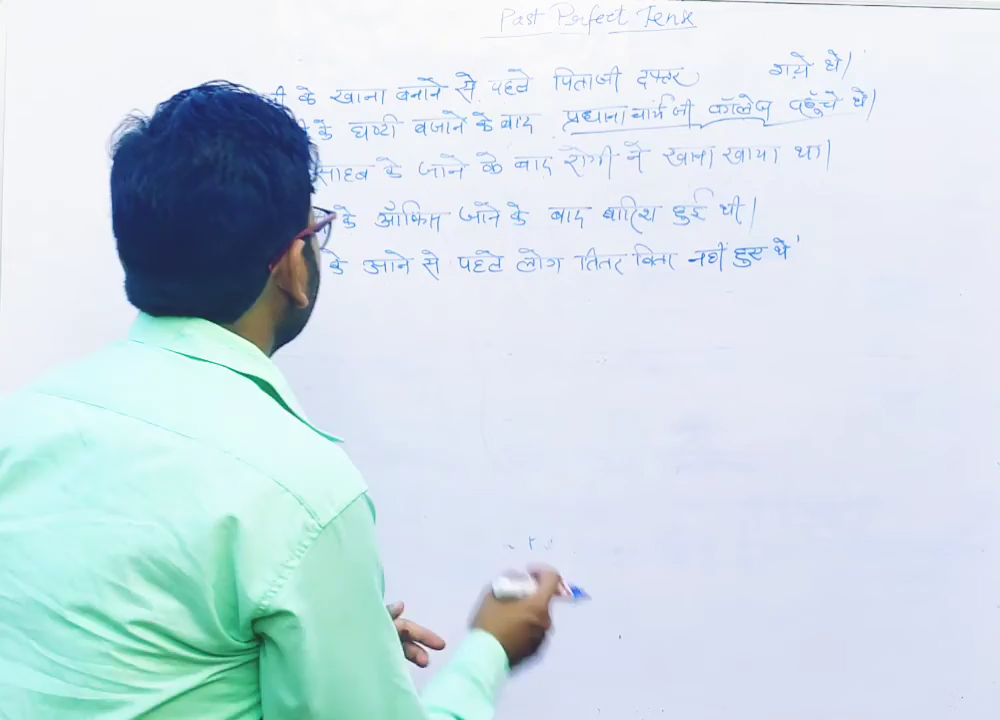 Past Perfect Tense
के खाना बनाने से पहले पिताजी दफ्तर गये थे।
के घण्टी बजाने के बाद प्रधानाचार्य जी कॉलेज पहुँचे थे।
साहब के जाने के बाद रोगी ने खाना खाया था।
के ऑफिस जाने के बाद बारिश हुई थी।
के आने से पहले लोग तितर बितर नहीं हुए थे